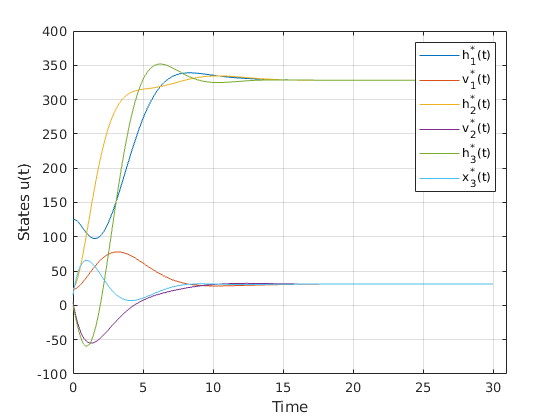 400
350
300
250
200
150
100
50
0
-50
-100
States u(t)
0 5 10 15 20 25 30
Time
h₁*(t)
v₁*(t)
h₂*(t)
v₂*(t)
h₃*(t)
x₃*(t)